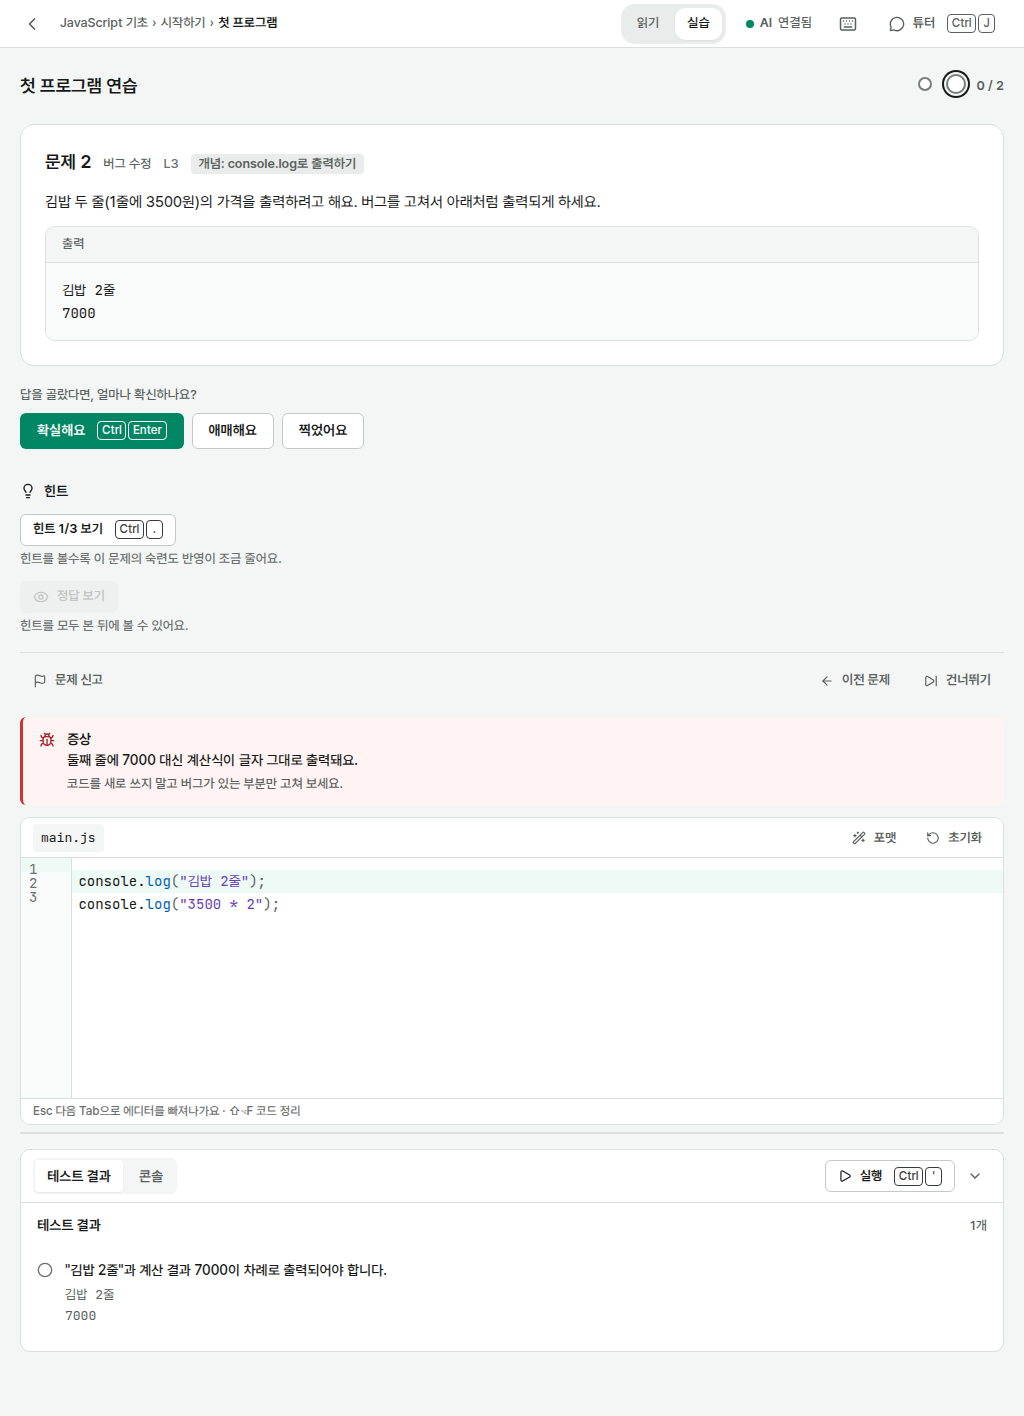 JavaScript 기초 › 시작하기 › 첫 프로그램
읽기 실습 AI 연결됨 튜터 Ctrl J
첫 프로그램 연습
0 / 2
문제 2 버그 수정 L3 개념: console.log로 출력하기
김밥 두 줄(1줄에 3500원)의 가격을 출력하려고 해요. 버그를 고쳐서 아래처럼 출력되게 하세요.
출력
김밥 2줄
7000
답을 골랐다면, 얼마나 확신하나요?
확실해요 Ctrl Enter 애매해요 찍었어요
힌트
힌트 1/3 보기 Ctrl .
힌트를 볼수록 이 문제의 숙련도 반영이 조금 줄어요.
정답 보기
힌트를 모두 본 뒤에 볼 수 있어요.
문제 신고 이전 문제 건너뛰기
증상
둘째 줄에 7000 대신 계산식이 글자 그대로 출력돼요.
코드를 새로 쓰지 말고 버그가 있는 부분만 고쳐 보세요.
main.js 포맷 초기화
1
2
3
console.log("김밥 2줄");
console.log("3500 * 2");
Esc 다음 Tab으로 에디터를 빠져나가요 · ⇧⌥F 코드 정리
테스트 결과 콘솔 실행 Ctrl '
테스트 결과 1개
"김밥 2줄"과 계산 결과 7000이 차례로 출력되어야 합니다.
김밥 2줄
7000